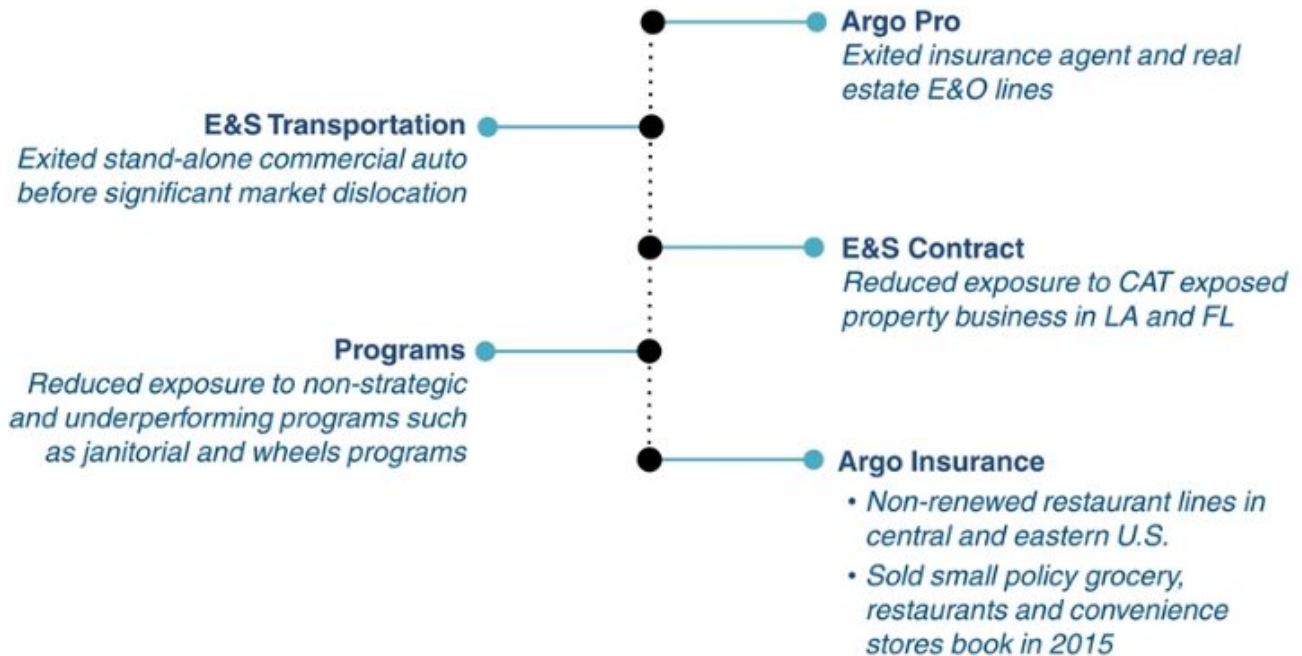 Argo Pro
Exited insurance agent and real
estate E&O lines
E&S Transportation
Exited stand-alone commercial auto
before significant market dislocation
E&S Contract
Reduced exposure to CAT exposed
property business in LA and FL
Programs
Reduced exposure to non-strategic
and underperforming programs such
as janitorial and wheels programs
Argo Insurance
• Non-renewed restaurant lines in
central and eastern U.S.
• Sold small policy grocery,
restaurants and convenience
stores book in 2015